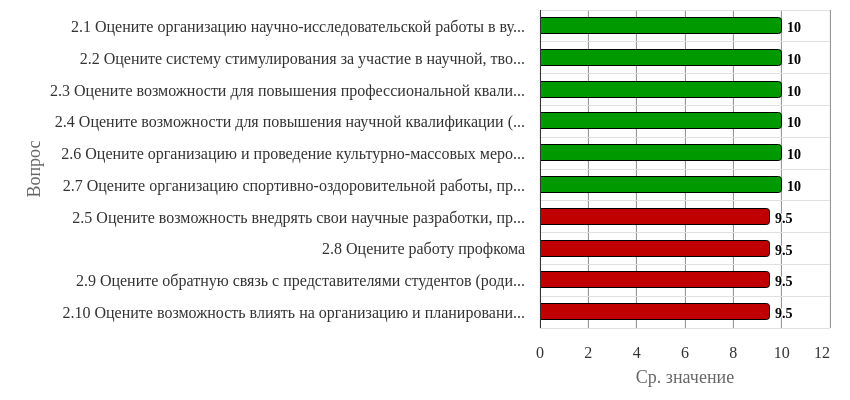 2.1 Оцените организацию научно-исследовательской работы в ву... 10
2.2 Оцените систему стимулирования за участие в научной, тво... 10
2.3 Оцените возможности для повышения профессиональной квали... 10
2.4 Оцените возможности для повышения научной квалификации (... 10
2.6 Оцените организацию и проведение культурно-массовых меро... 10
2.7 Оцените организацию спортивно-оздоровительной работы, пр... 10
2.5 Оцените возможность внедрять свои научные разработки, пр... 9.5
2.8 Оцените работу профкома 9.5
2.9 Оцените обратную связь с представителями студентов (роди... 9.5
2.10 Оцените возможность влиять на организацию и планировани... 9.5
Вопрос
0 2 4 6 8 10 12
Ср. значение